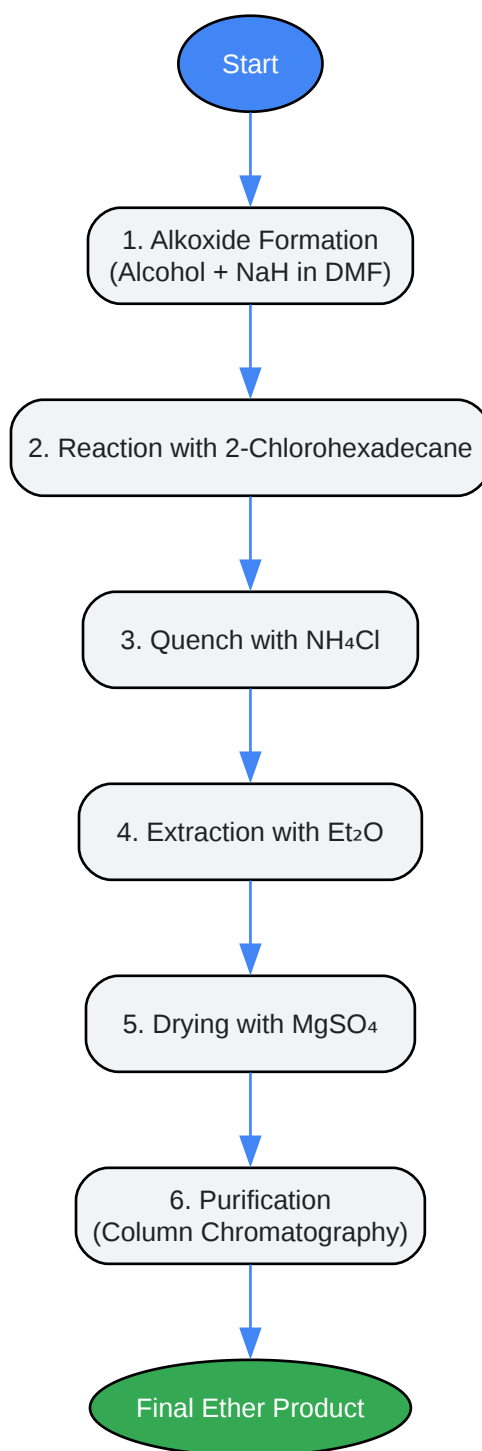 Start
1. Alkoxide Formation
(Alcohol + NaH in DMF)
2. Reaction with 2-Chlorohexadecane
3. Quench with NH₄Cl
4. Extraction with Et₂O
5. Drying with MgSO₄
6. Purification
(Column Chromatography)
Final Ether Product